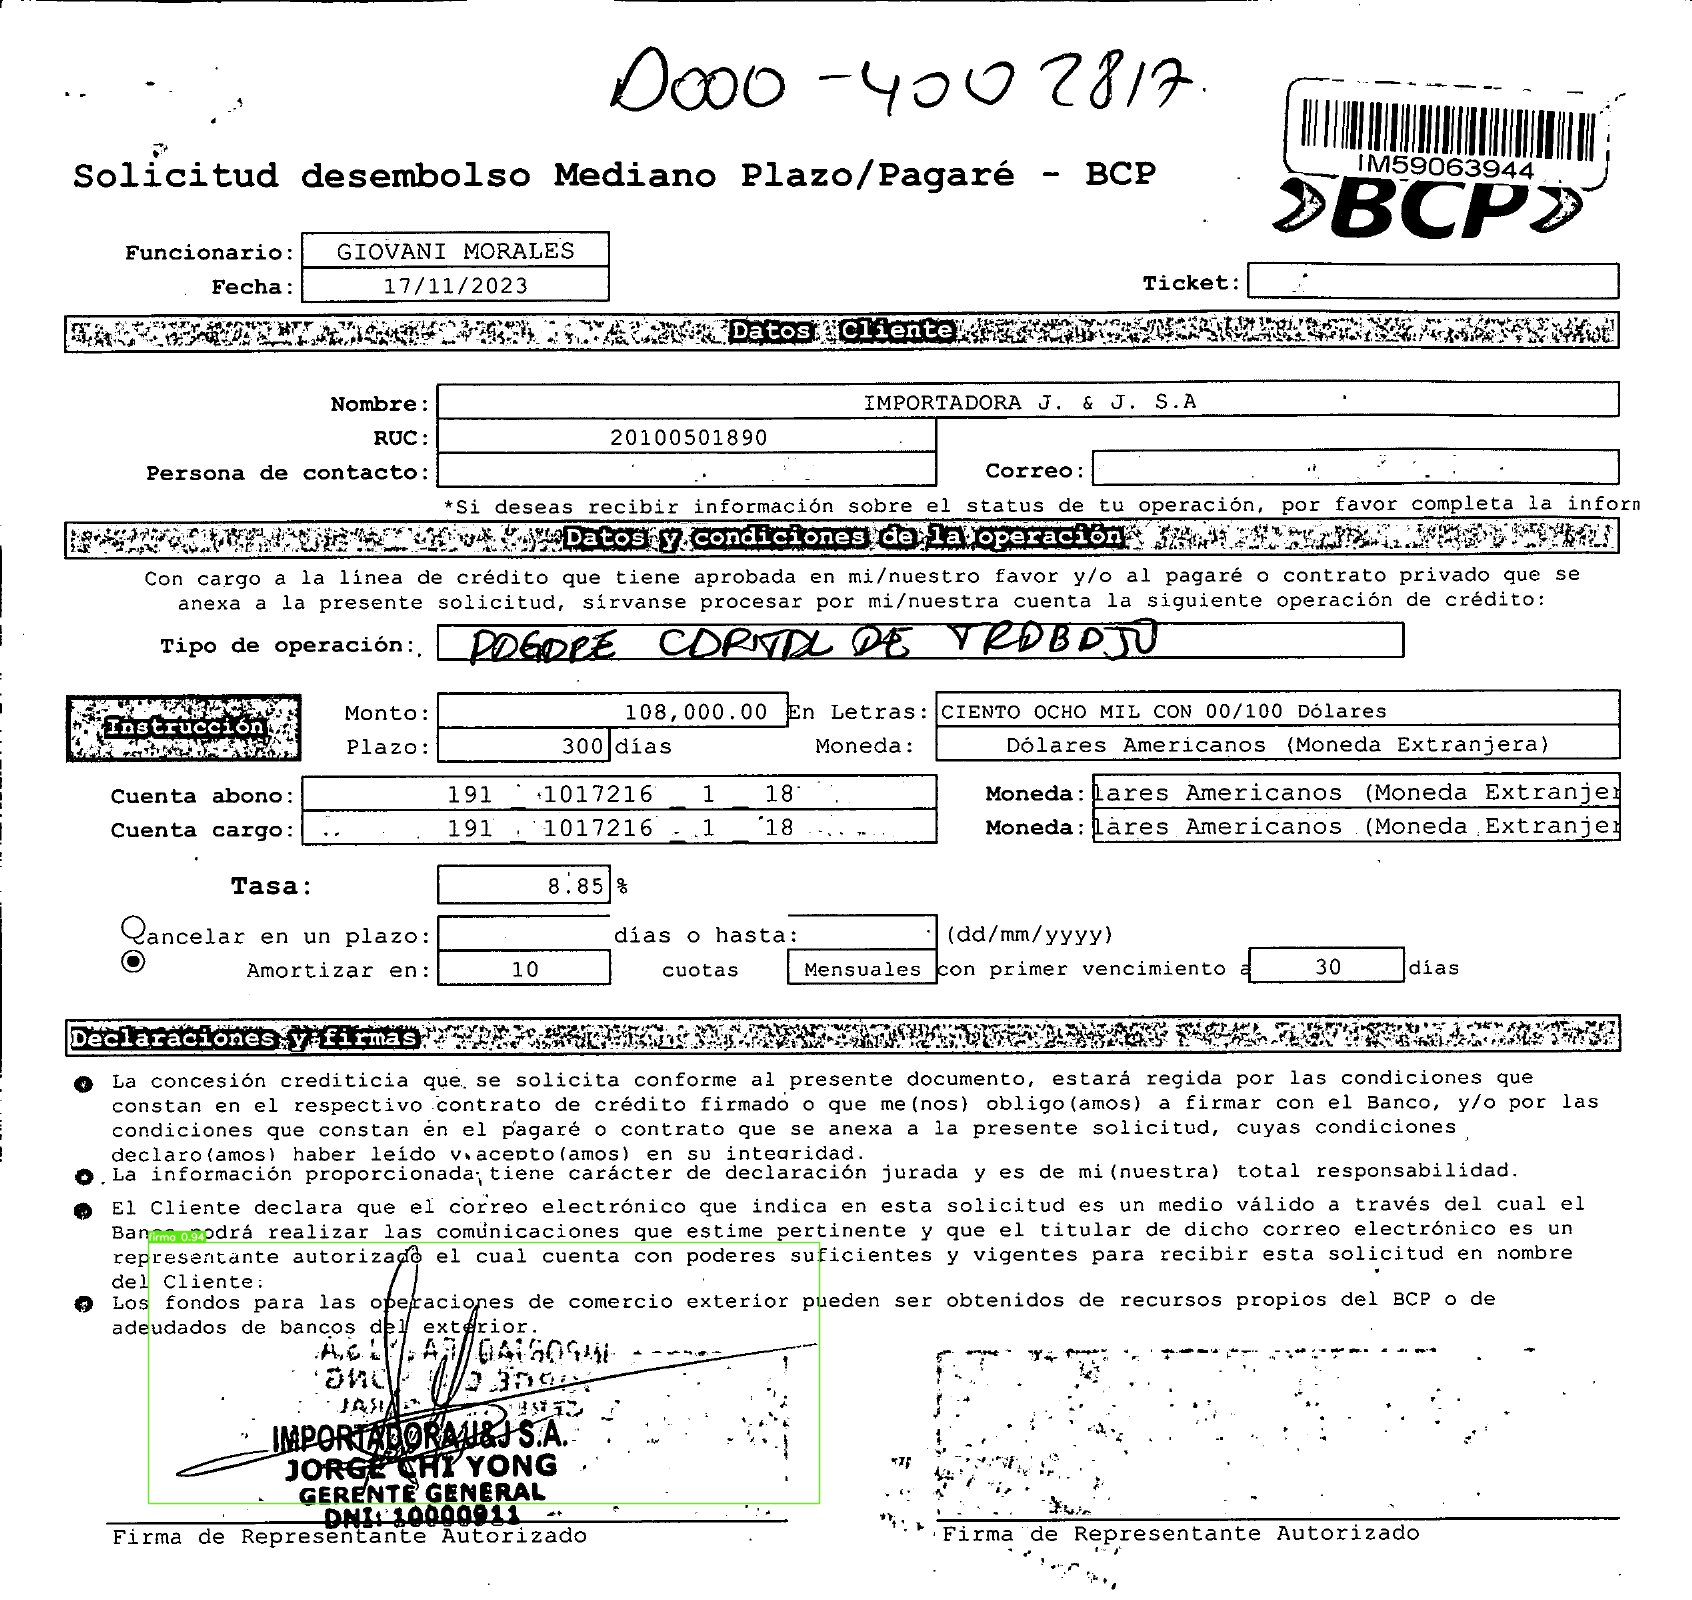 D000-4002817
IM59063944
Solicitud desembolso Mediano Plazo/Pagaré - BCP
»BCP»
Funcionario: GIOVANI MORALES
Fecha: 17/11/2023
Ticket:
Datos Cliente
Nombre: IMPORTADORA J. & J. S.A
RUC: 20100501890
Persona de contacto: Correo:
*Si deseas recibir información sobre el status de tu operación, por favor completa la inform
Datos y condiciones de la operación
Con cargo a la línea de crédito que tiene aprobada en mi/nuestro favor y/o al pagaré o contrato privado que se
anexa a la presente solicitud, sírvanse procesar por mi/nuestra cuenta la siguiente operación de crédito:
Tipo de operación: PAGARE CAPITAL DE TRABAJO
Instrucción
Monto: 108,000.00 En Letras: CIENTO OCHO MIL CON 00/100 Dólares
Plazo: 300 días Moneda: Dólares Americanos (Moneda Extranjera)
Cuenta abono: 191 _ 1017216 _ 1 _ 18 Moneda: lares Americanos (Moneda Extranjer
Cuenta cargo: 191 _ 1017216 _ 1 _ 18 Moneda: lares Americanos (Moneda Extranjer
Tasa: 8.85 %
Cancelar en un plazo: días o hasta: (dd/mm/yyyy)
Amortizar en: 10 cuotas Mensuales con primer vencimiento a 30 días
Declaraciones y firmas
La concesión crediticia que se solicita conforme al presente documento, estará regida por las condiciones que
constan en el respectivo contrato de crédito firmado o que me(nos) obligo(amos) a firmar con el Banco, y/o por las
condiciones que constan en el pagaré o contrato que se anexa a la presente solicitud, cuyas condiciones
declaro(amos) haber leído y acepto(amos) en su integridad.
La información proporcionada tiene carácter de declaración jurada y es de mi(nuestra) total responsabilidad.
El Cliente declara que el correo electrónico que indica en esta solicitud es un medio válido a través del cual el
Banco podrá realizar las comunicaciones que estime pertinente y que el titular de dicho correo electrónico es un
firma 0.94
representante autorizado el cual cuenta con poderes suficientes y vigentes para recibir esta solicitud en nombre
del Cliente.
Los fondos para las operaciones de comercio exterior pueden ser obtenidos de recursos propios del BCP o de
adeudados de bancos del exterior.
IMPORTADORA J&J S.A.
JORGE CHI YONG
GERENTE GENERAL
DNI: 10000911
Firma de Representante Autorizado
Firma de Representante Autorizado